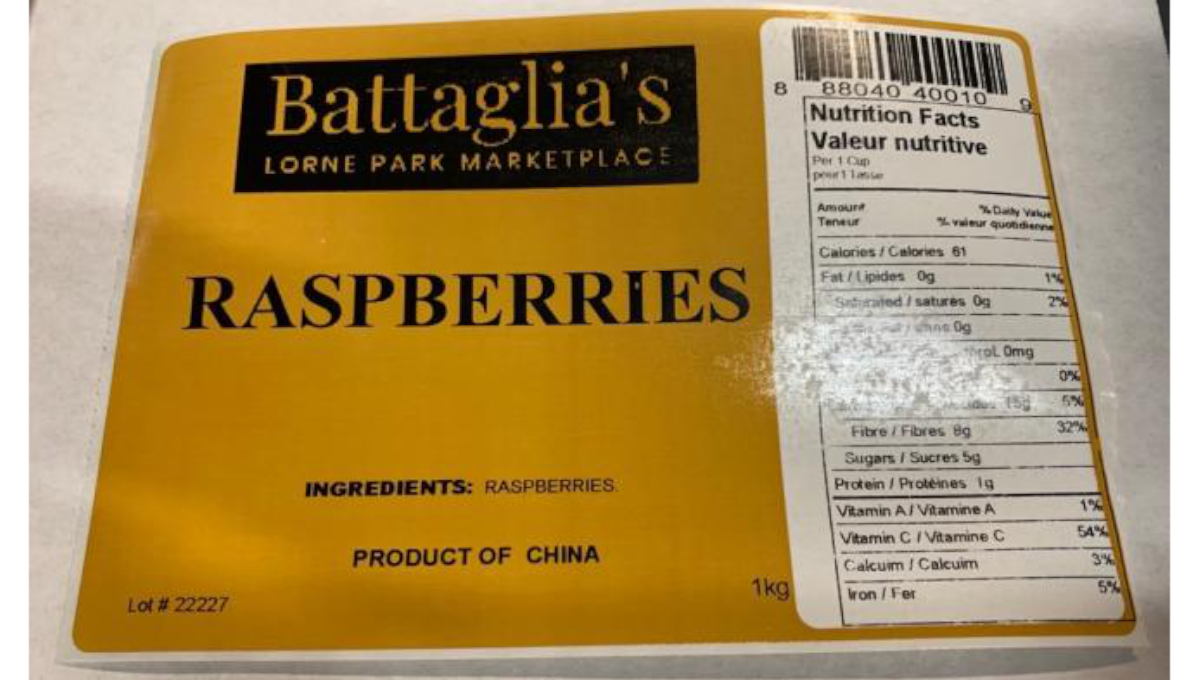 Battaglia's
LORNE PARK MARKETPLACE
RASPBERRIES
INGREDIENTS: RASPBERRIES.
PRODUCT OF CHINA
Lot # 22227
1kg
8 88040 40010 9
Nutrition Facts
Valeur nutritive
Per 1 Cup
pour 1 Tasse
Amount % Daily Value
Teneur % valeur quotidienne
Calories / Calories 61
Fat / Lipides 0g 1%
Saturated / satures 0g 2%
0g
0mg
0%
15g 5%
Fibre / Fibres 8g 32%
Sugars / Sucres 5g
Protein / Protéines 1g
Vitamin A / Vitamine A 1%
Vitamin C / Vitamine C 54%
Calcuim / Calcuim 3%
Iron / Fer 5%